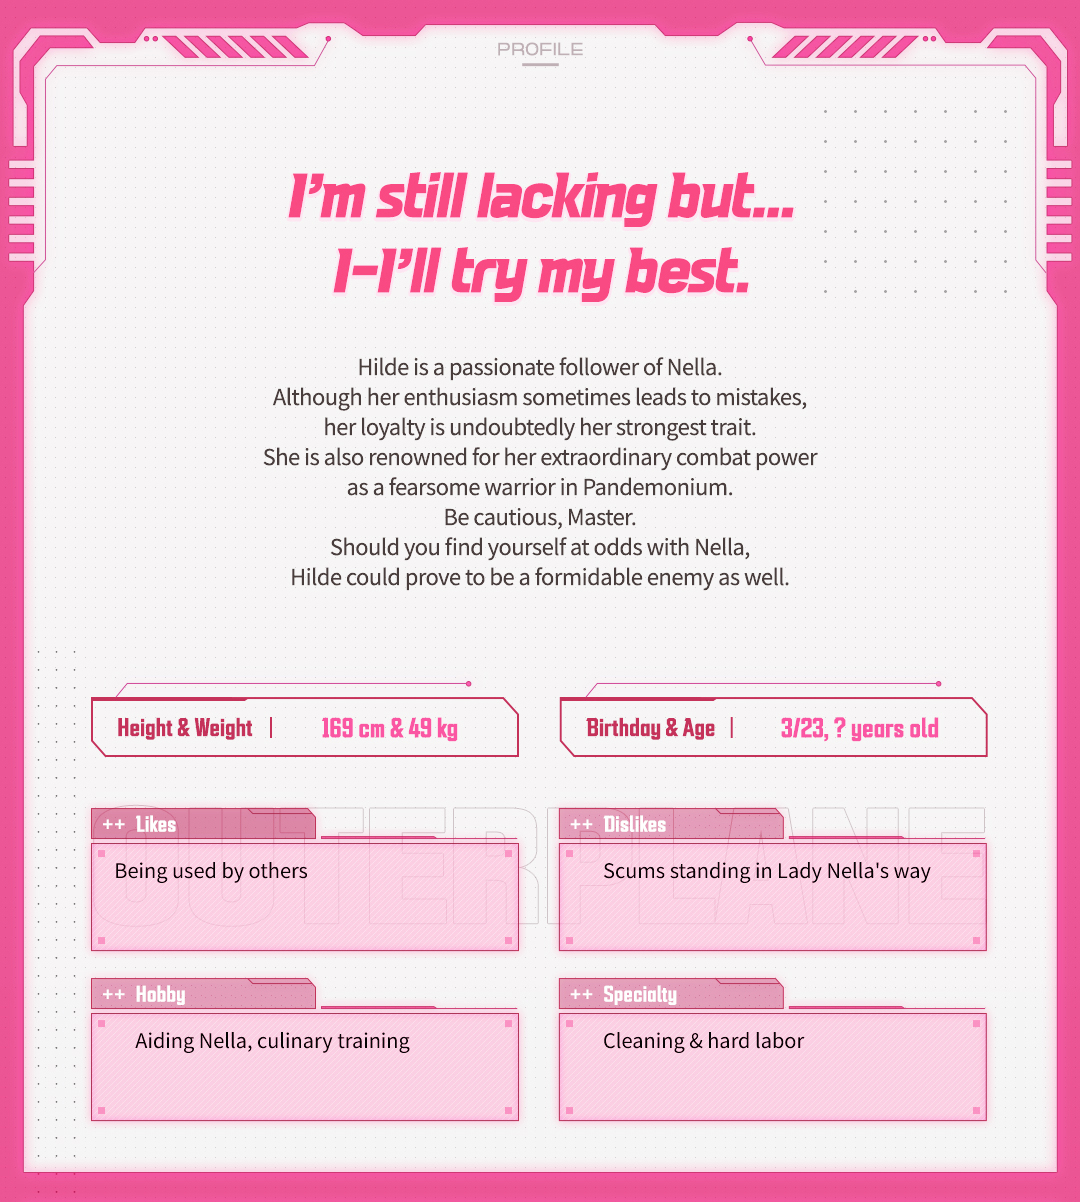 PROFILE
I'm still lacking but...
I-I'll try my best.
Hilde is a passionate follower of Nella.
Although her enthusiasm sometimes leads to mistakes,
her loyalty is undoubtedly her strongest trait.
She is also renowned for her extraordinary combat power
as a fearsome warrior in Pandemonium.
Be cautious, Master.
Should you find yourself at odds with Nella,
Hilde could prove to be a formidable enemy as well.
Height & Weight | 169 cm & 49 kg
Birthday & Age | 3/23, ? years old
OUTERPLANE
++ Likes
Being used by others
++ Dislikes
Scums standing in Lady Nella's way
++ Hobby
Aiding Nella, culinary training
++ Specialty
Cleaning & hard labor